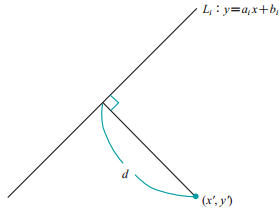 Lᵢ : y=aᵢx+bᵢ
d
(x′, y′)